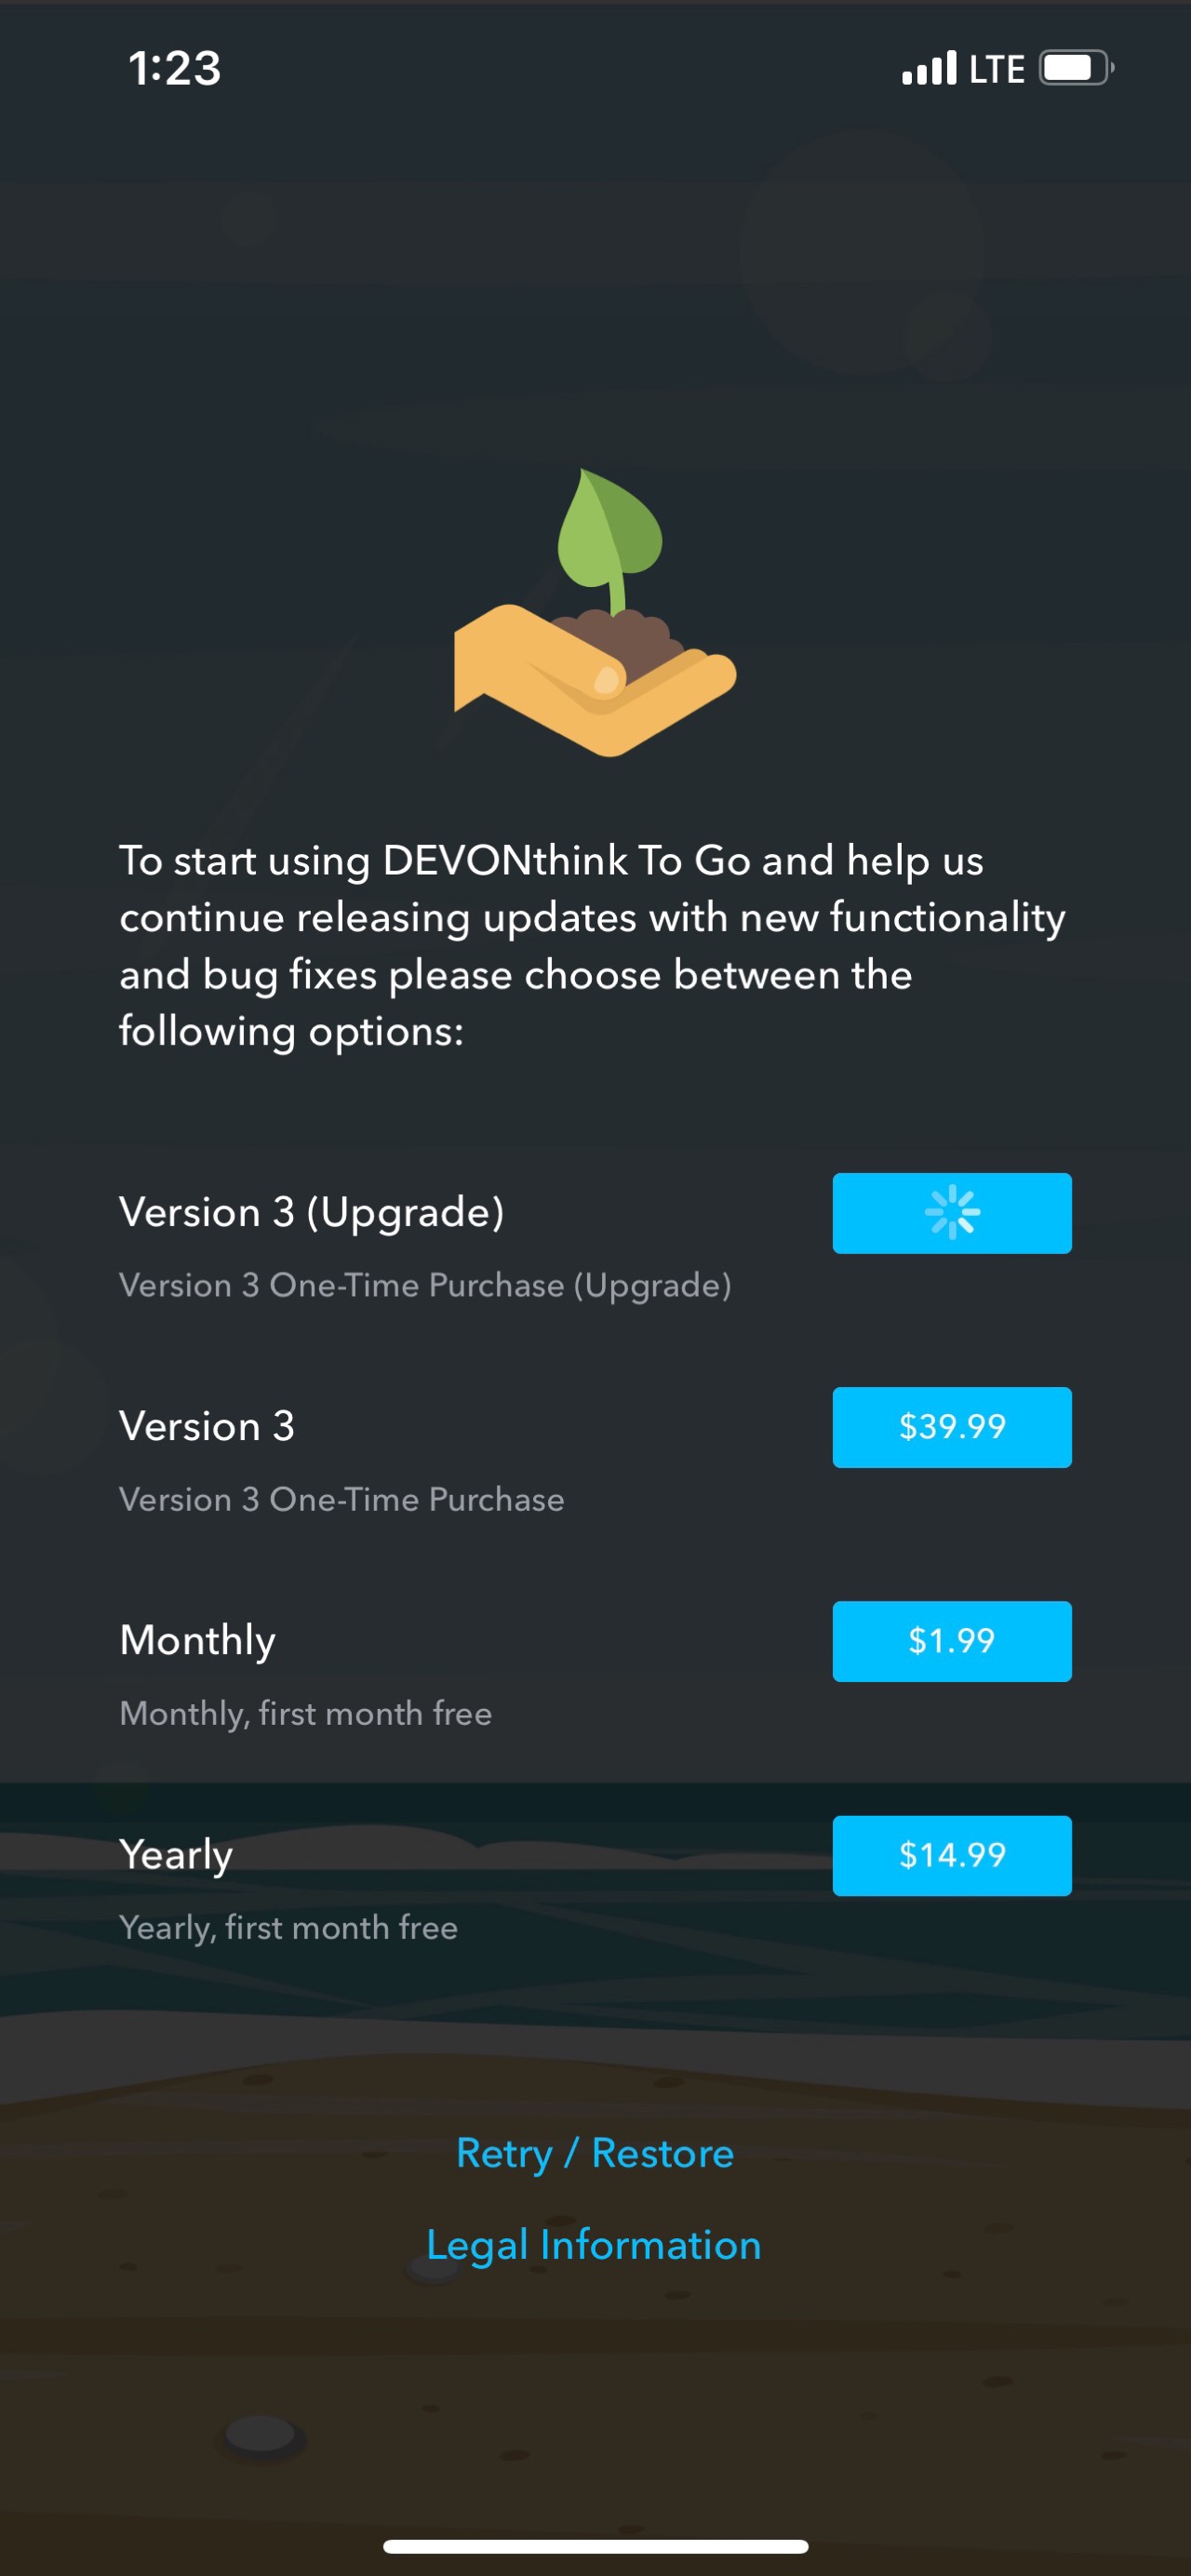 1:23
LTE
To start using DEVONthink To Go and help us
continue releasing updates with new functionality
and bug fixes please choose between the
following options:
Version 3 (Upgrade)
Version 3 One-Time Purchase (Upgrade)
Version 3
$39.99
Version 3 One-Time Purchase
Monthly
$1.99
Monthly, first month free
Yearly
$14.99
Yearly, first month free
Retry / Restore
Legal Information